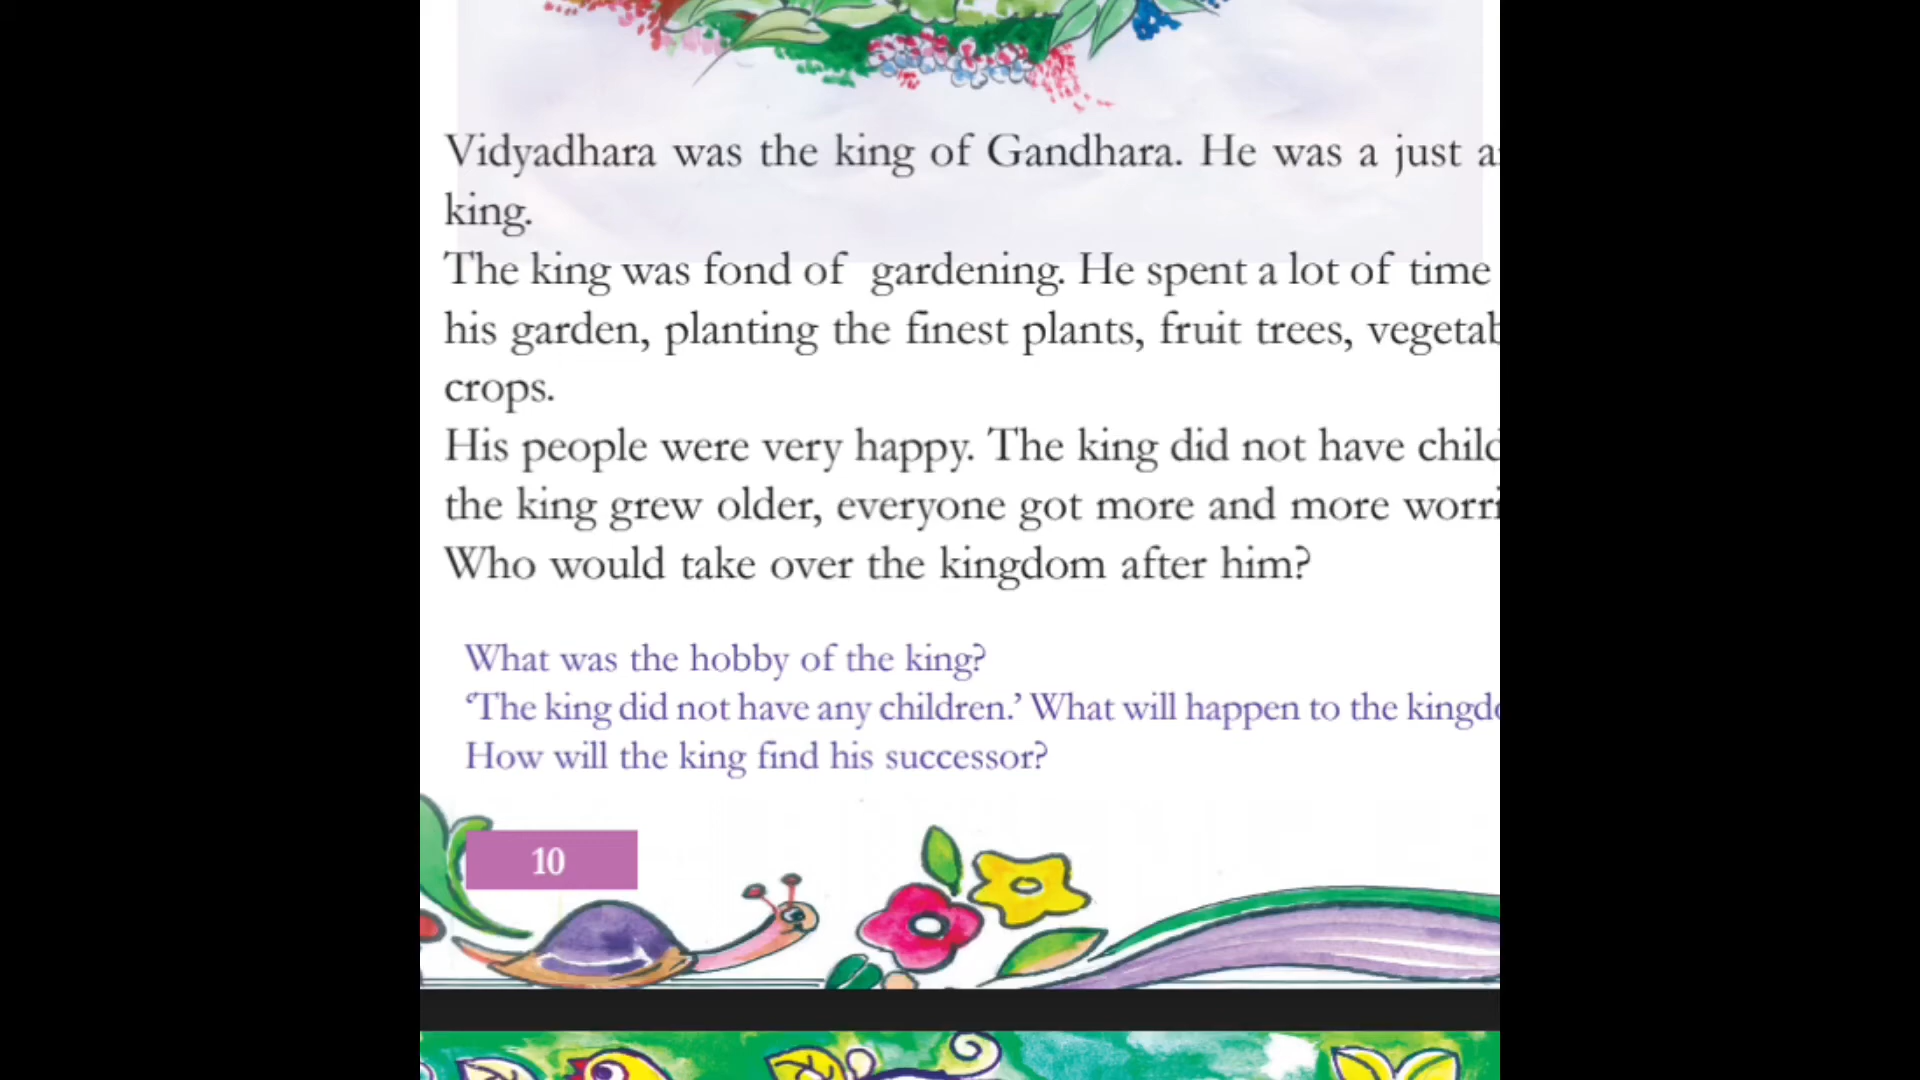 Vidyadhara was the king of Gandhara. He was a just
king.
The king was fond of gardening. He spent a lot of time
his garden, planting the finest plants, fruit trees,
crops.
His people were very happy. The king did not have
the king grew older, everyone got more and more
Who would take over the kingdom after him?
What was the hobby of the king?
‘The king did not have any children.’ What will happen to the
How will the king find his successor?
10